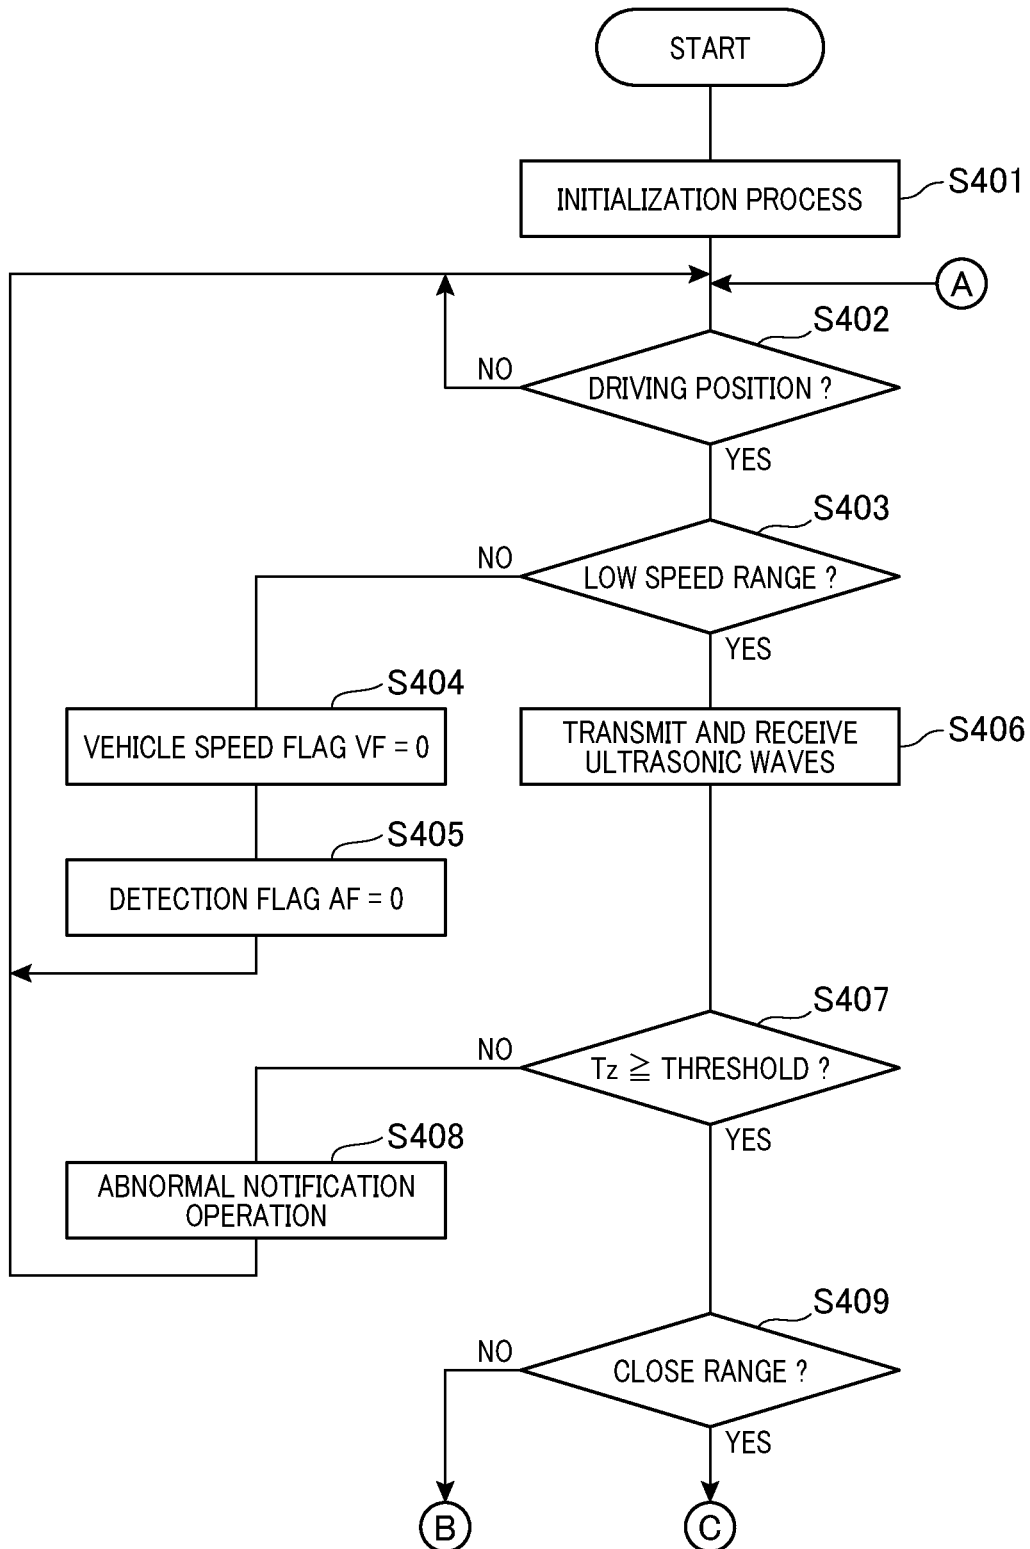 START
INITIALIZATION PROCESS
S401
A
S402
DRIVING POSITION ?
NO
YES
S403
LOW SPEED RANGE ?
NO
YES
S404
VEHICLE SPEED FLAG VF = 0
TRANSMIT AND RECEIVE
ULTRASONIC WAVES
S406
S405
DETECTION FLAG AF = 0
S407
Tz ≧ THRESHOLD ?
NO
YES
S408
ABNORMAL NOTIFICATION
OPERATION
S409
CLOSE RANGE ?
NO
YES
B
C